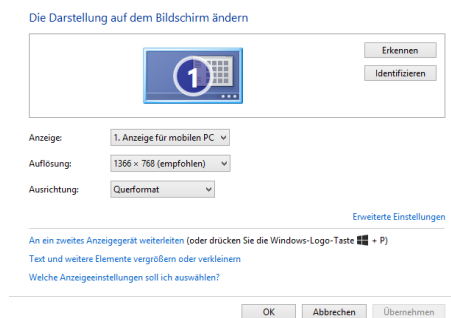 Die Darstellung auf dem Bildschirm ändern
1
Erkennen
Identifizieren
Anzeige: 1. Anzeige für mobilen PC
Auflösung: 1366 × 768 (empfohlen)
Ausrichtung: Querformat
Erweiterte Einstellungen
An ein zweites Anzeigegerät weiterleiten (oder drücken Sie die Windows-Logo-Taste + P)
Text und weitere Elemente vergrößern oder verkleinern
Welche Anzeigeeinstellungen soll ich auswählen?
OK Abbrechen Übernehmen